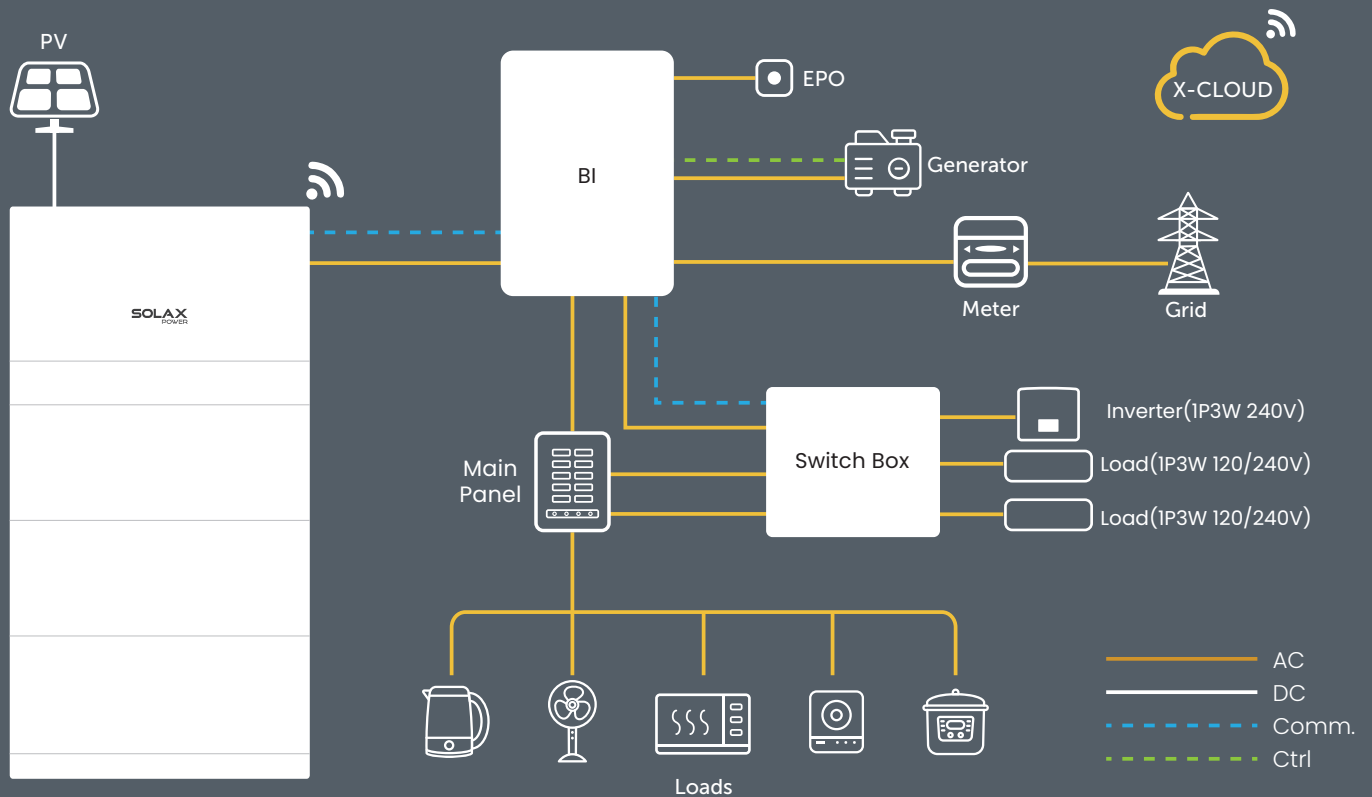 PV
EPO
X-CLOUD
BI
Generator
SOLAX
POWER
Meter
Grid
Inverter(1P3W 240V)
Main
Panel
Switch Box
Load(1P3W 120/240V)
Load(1P3W 120/240V)
AC
DC
Comm.
Ctrl
Loads